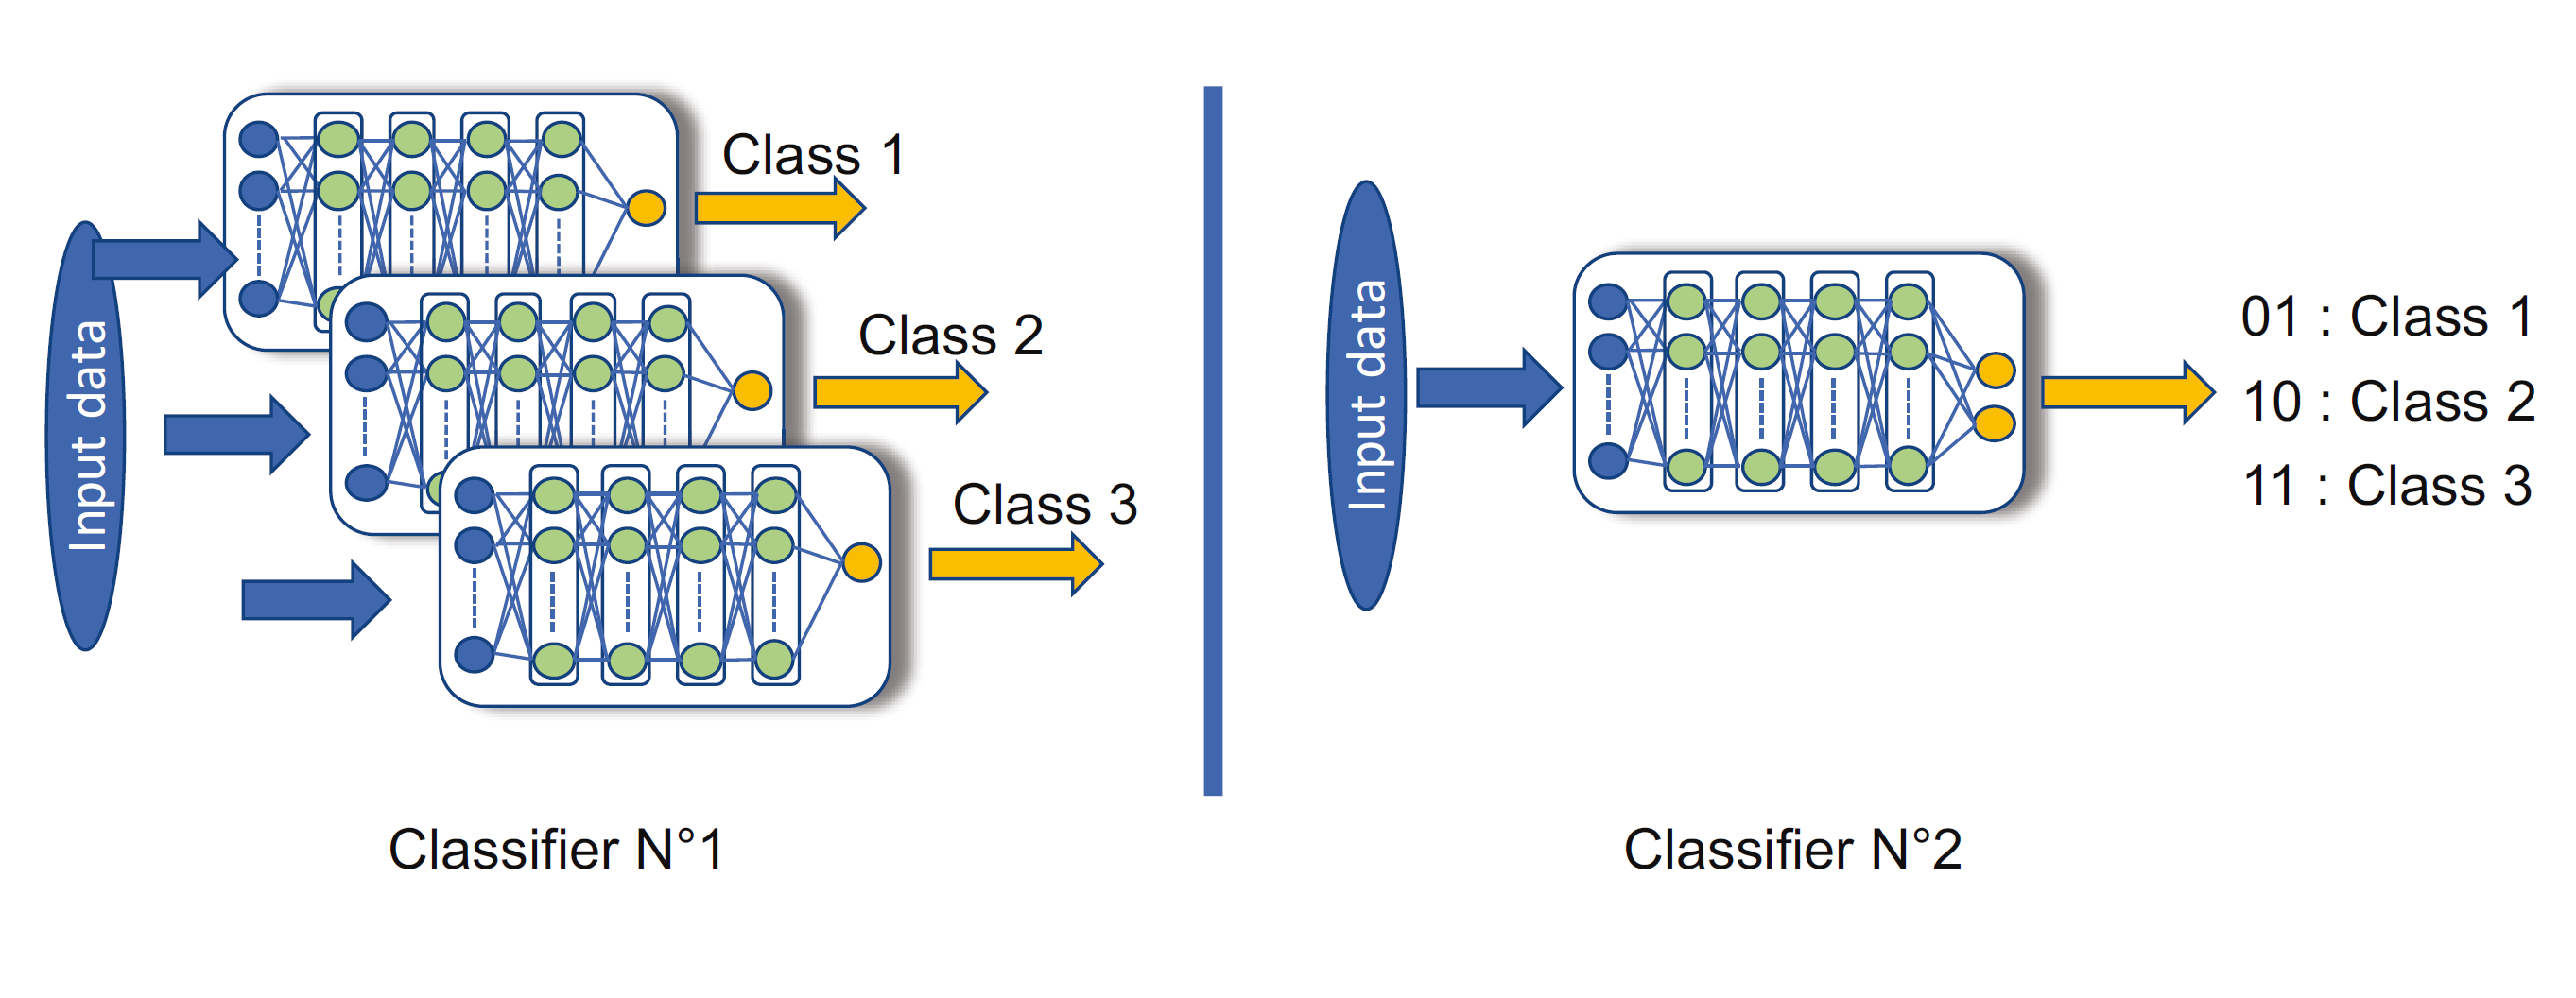 Input data
Class 1
Class 2
Class 3
Classifier N°1
Input data
01 : Class 1
10 : Class 2
11 : Class 3
Classifier N°2